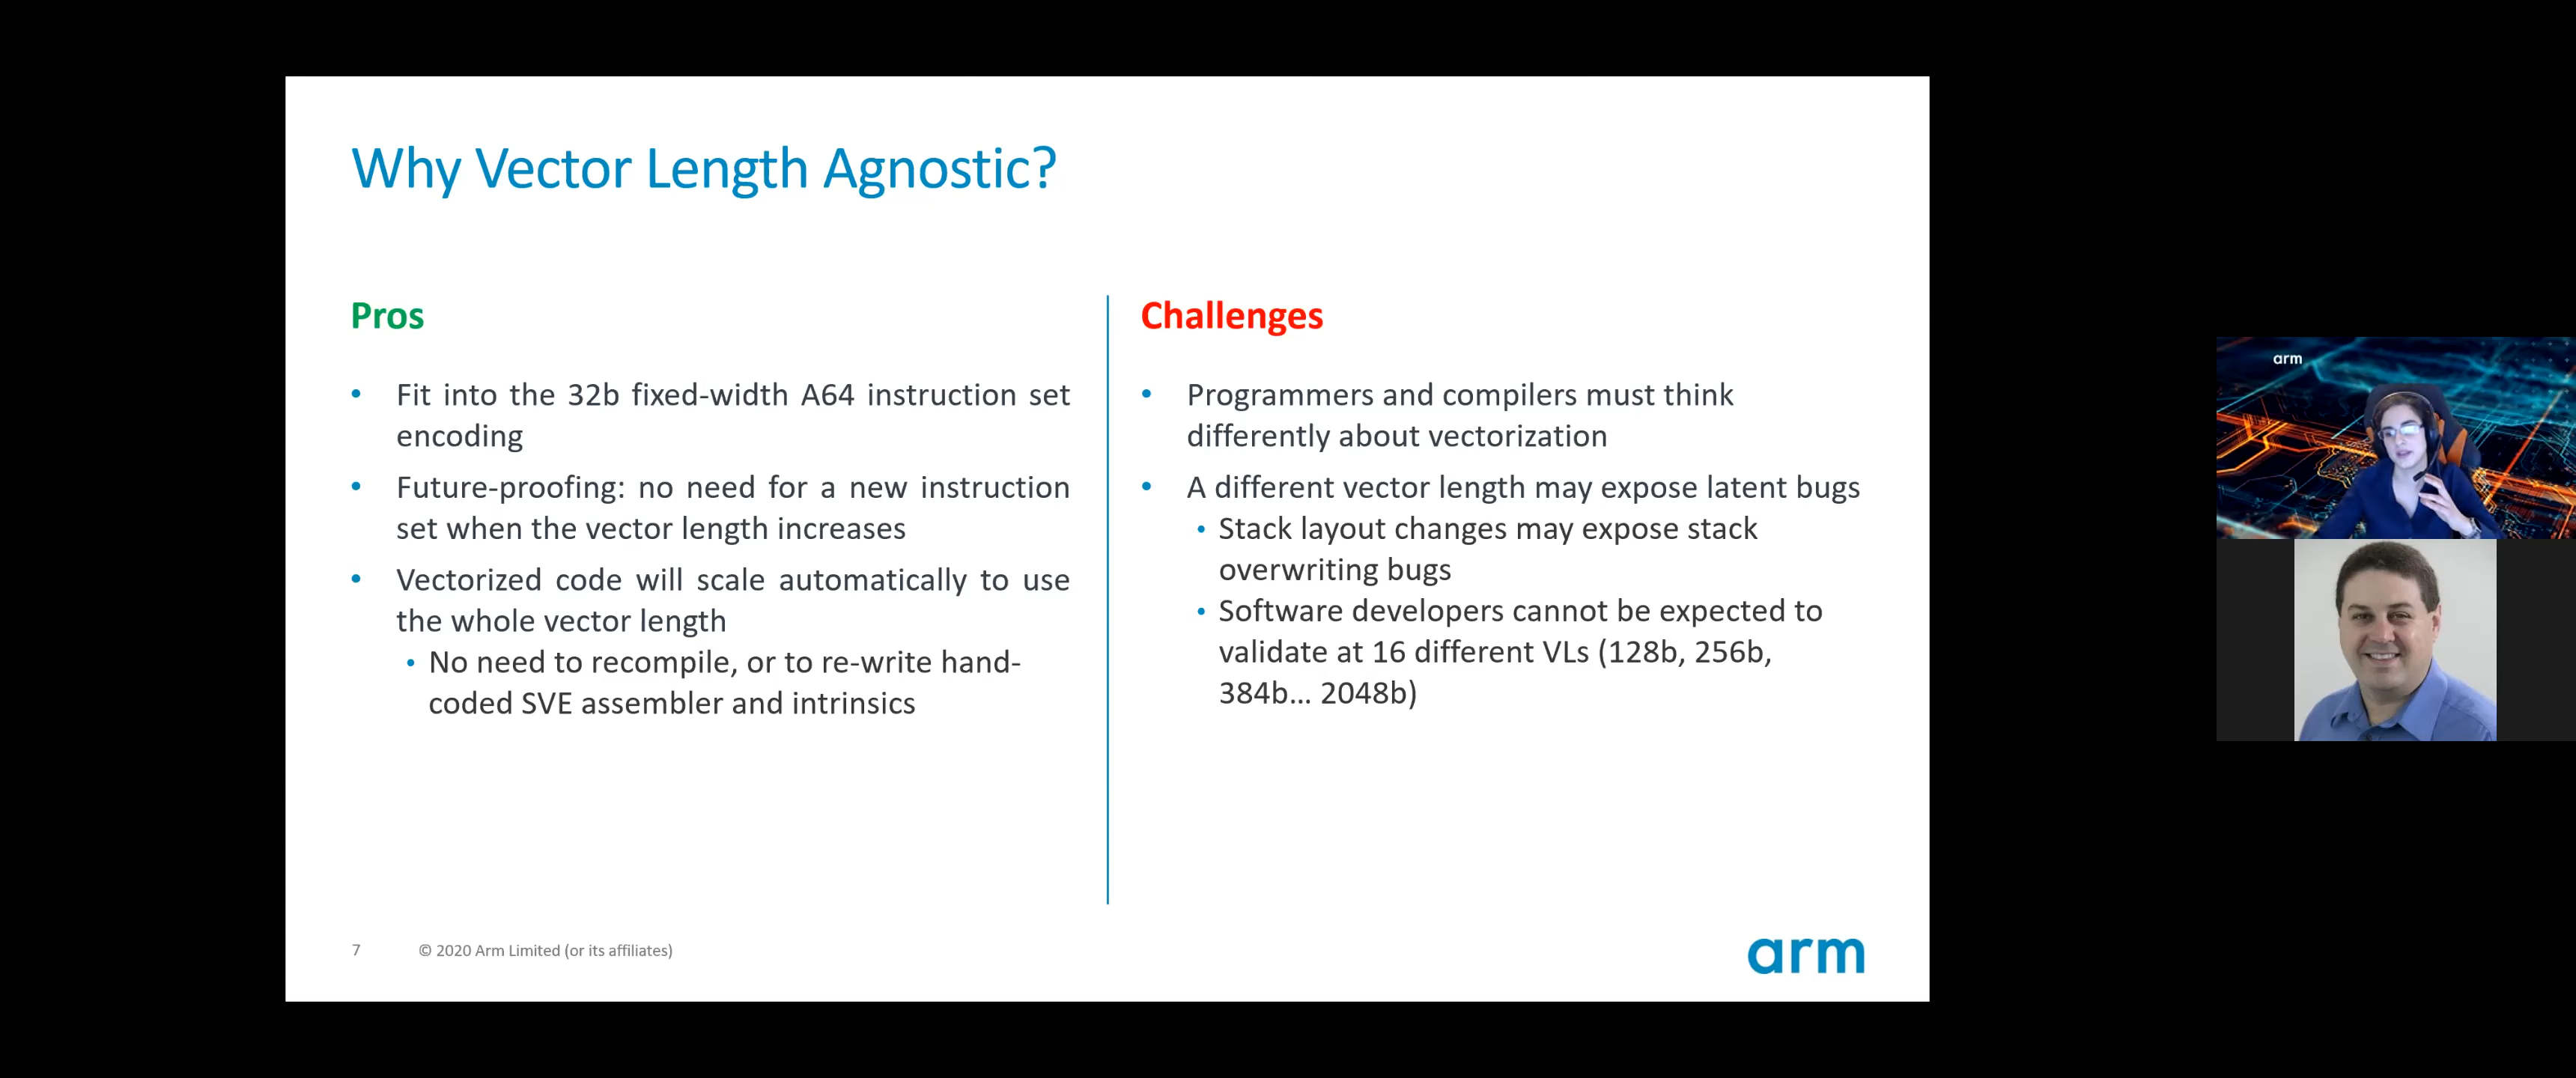 Why Vector Length Agnostic?
Pros
• Fit into the 32b fixed-width A64 instruction set
encoding
• Future-proofing: no need for a new instruction
set when the vector length increases
• Vectorized code will scale automatically to use
the whole vector length
• No need to recompile, or to re-write hand-
coded SVE assembler and intrinsics
Challenges
• Programmers and compilers must think
differently about vectorization
• A different vector length may expose latent bugs
• Stack layout changes may expose stack
overwriting bugs
• Software developers cannot be expected to
validate at 16 different VLs (128b, 256b,
384b... 2048b)
7 © 2020 Arm Limited (or its affiliates)
arm
arm